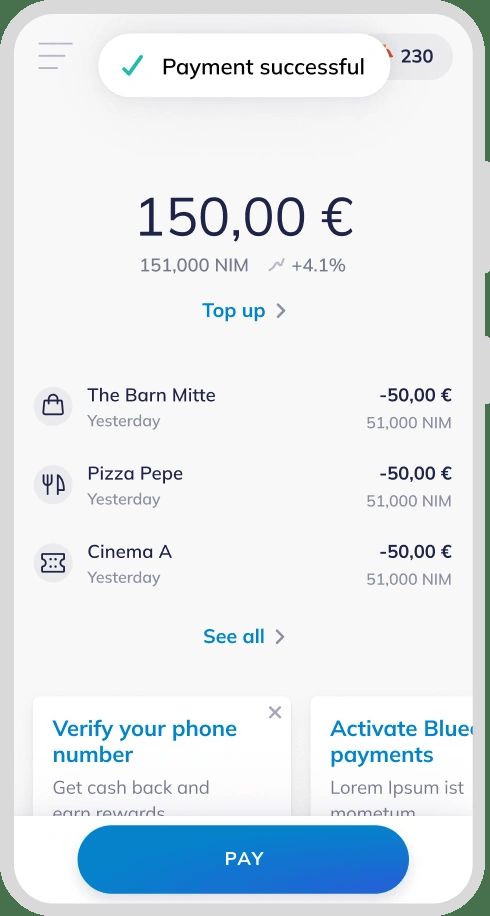 Payment successful
230
150,00 €
151,000 NIM +4.1%
Top up
The Barn Mitte -50,00 €
Yesterday 51,000 NIM
Pizza Pepe -50,00 €
Yesterday 51,000 NIM
Cinema A -50,00 €
Yesterday 51,000 NIM
See all
Verify your phone
number
Get cash back and
earn rewards
Activate Blue
payments
Lorem Ipsum ist
mometum
PAY